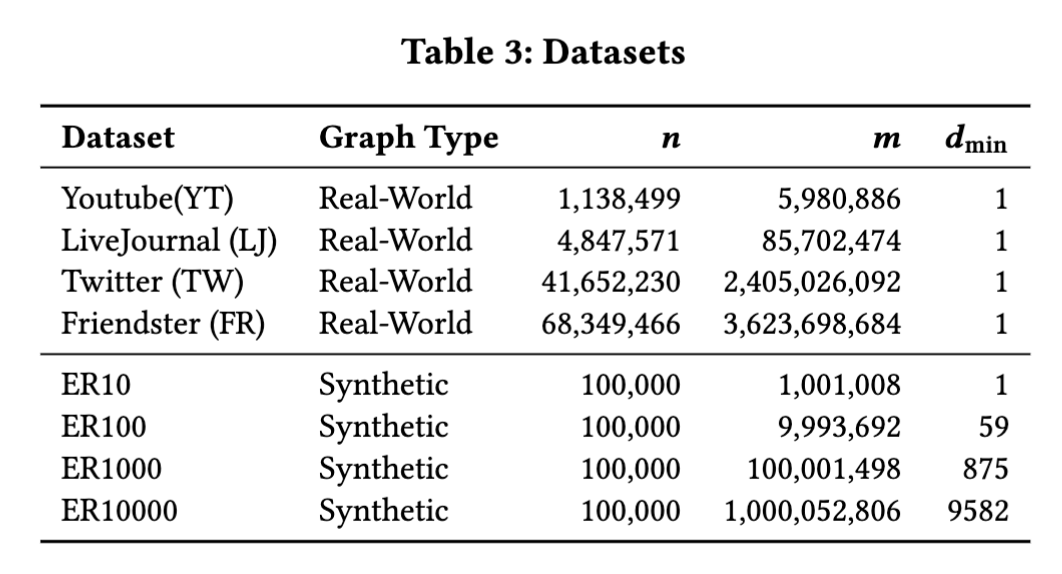 Table 3: Datasets
Dataset Graph Type n m dmin
Youtube(YT) Real-World 1,138,499 5,980,886 1
LiveJournal (LJ) Real-World 4,847,571 85,702,474 1
Twitter (TW) Real-World 41,652,230 2,405,026,092 1
Friendster (FR) Real-World 68,349,466 3,623,698,684 1
ER10 Synthetic 100,000 1,001,008 1
ER100 Synthetic 100,000 9,993,692 59
ER1000 Synthetic 100,000 100,001,498 875
ER10000 Synthetic 100,000 1,000,052,806 9582